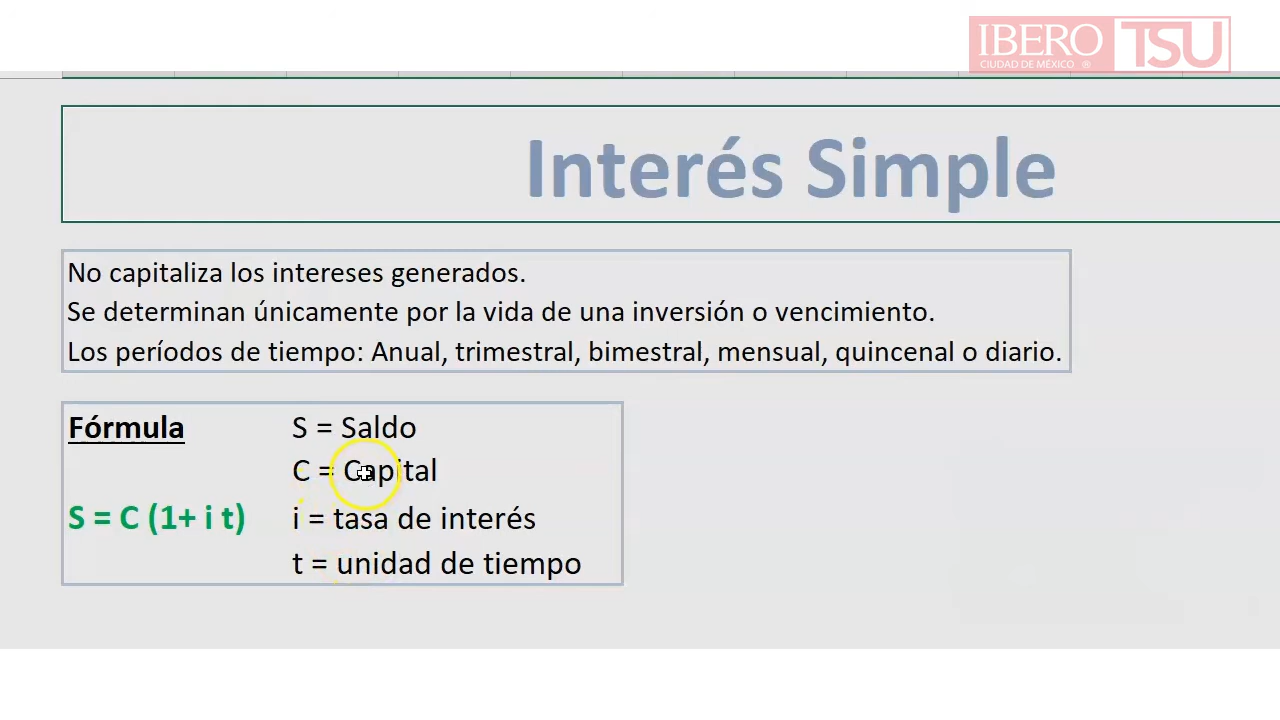 IBERO TSU
CIUDAD DE MÉXICO ®
Interés Simple
No capitaliza los intereses generados.
Se determinan únicamente por la vida de una inversión o vencimiento.
Los períodos de tiempo: Anual, trimestral, bimestral, mensual, quincenal o diario.
Fórmula S = Saldo
C = Capital
S = C (1+ i t) i = tasa de interés
t = unidad de tiempo